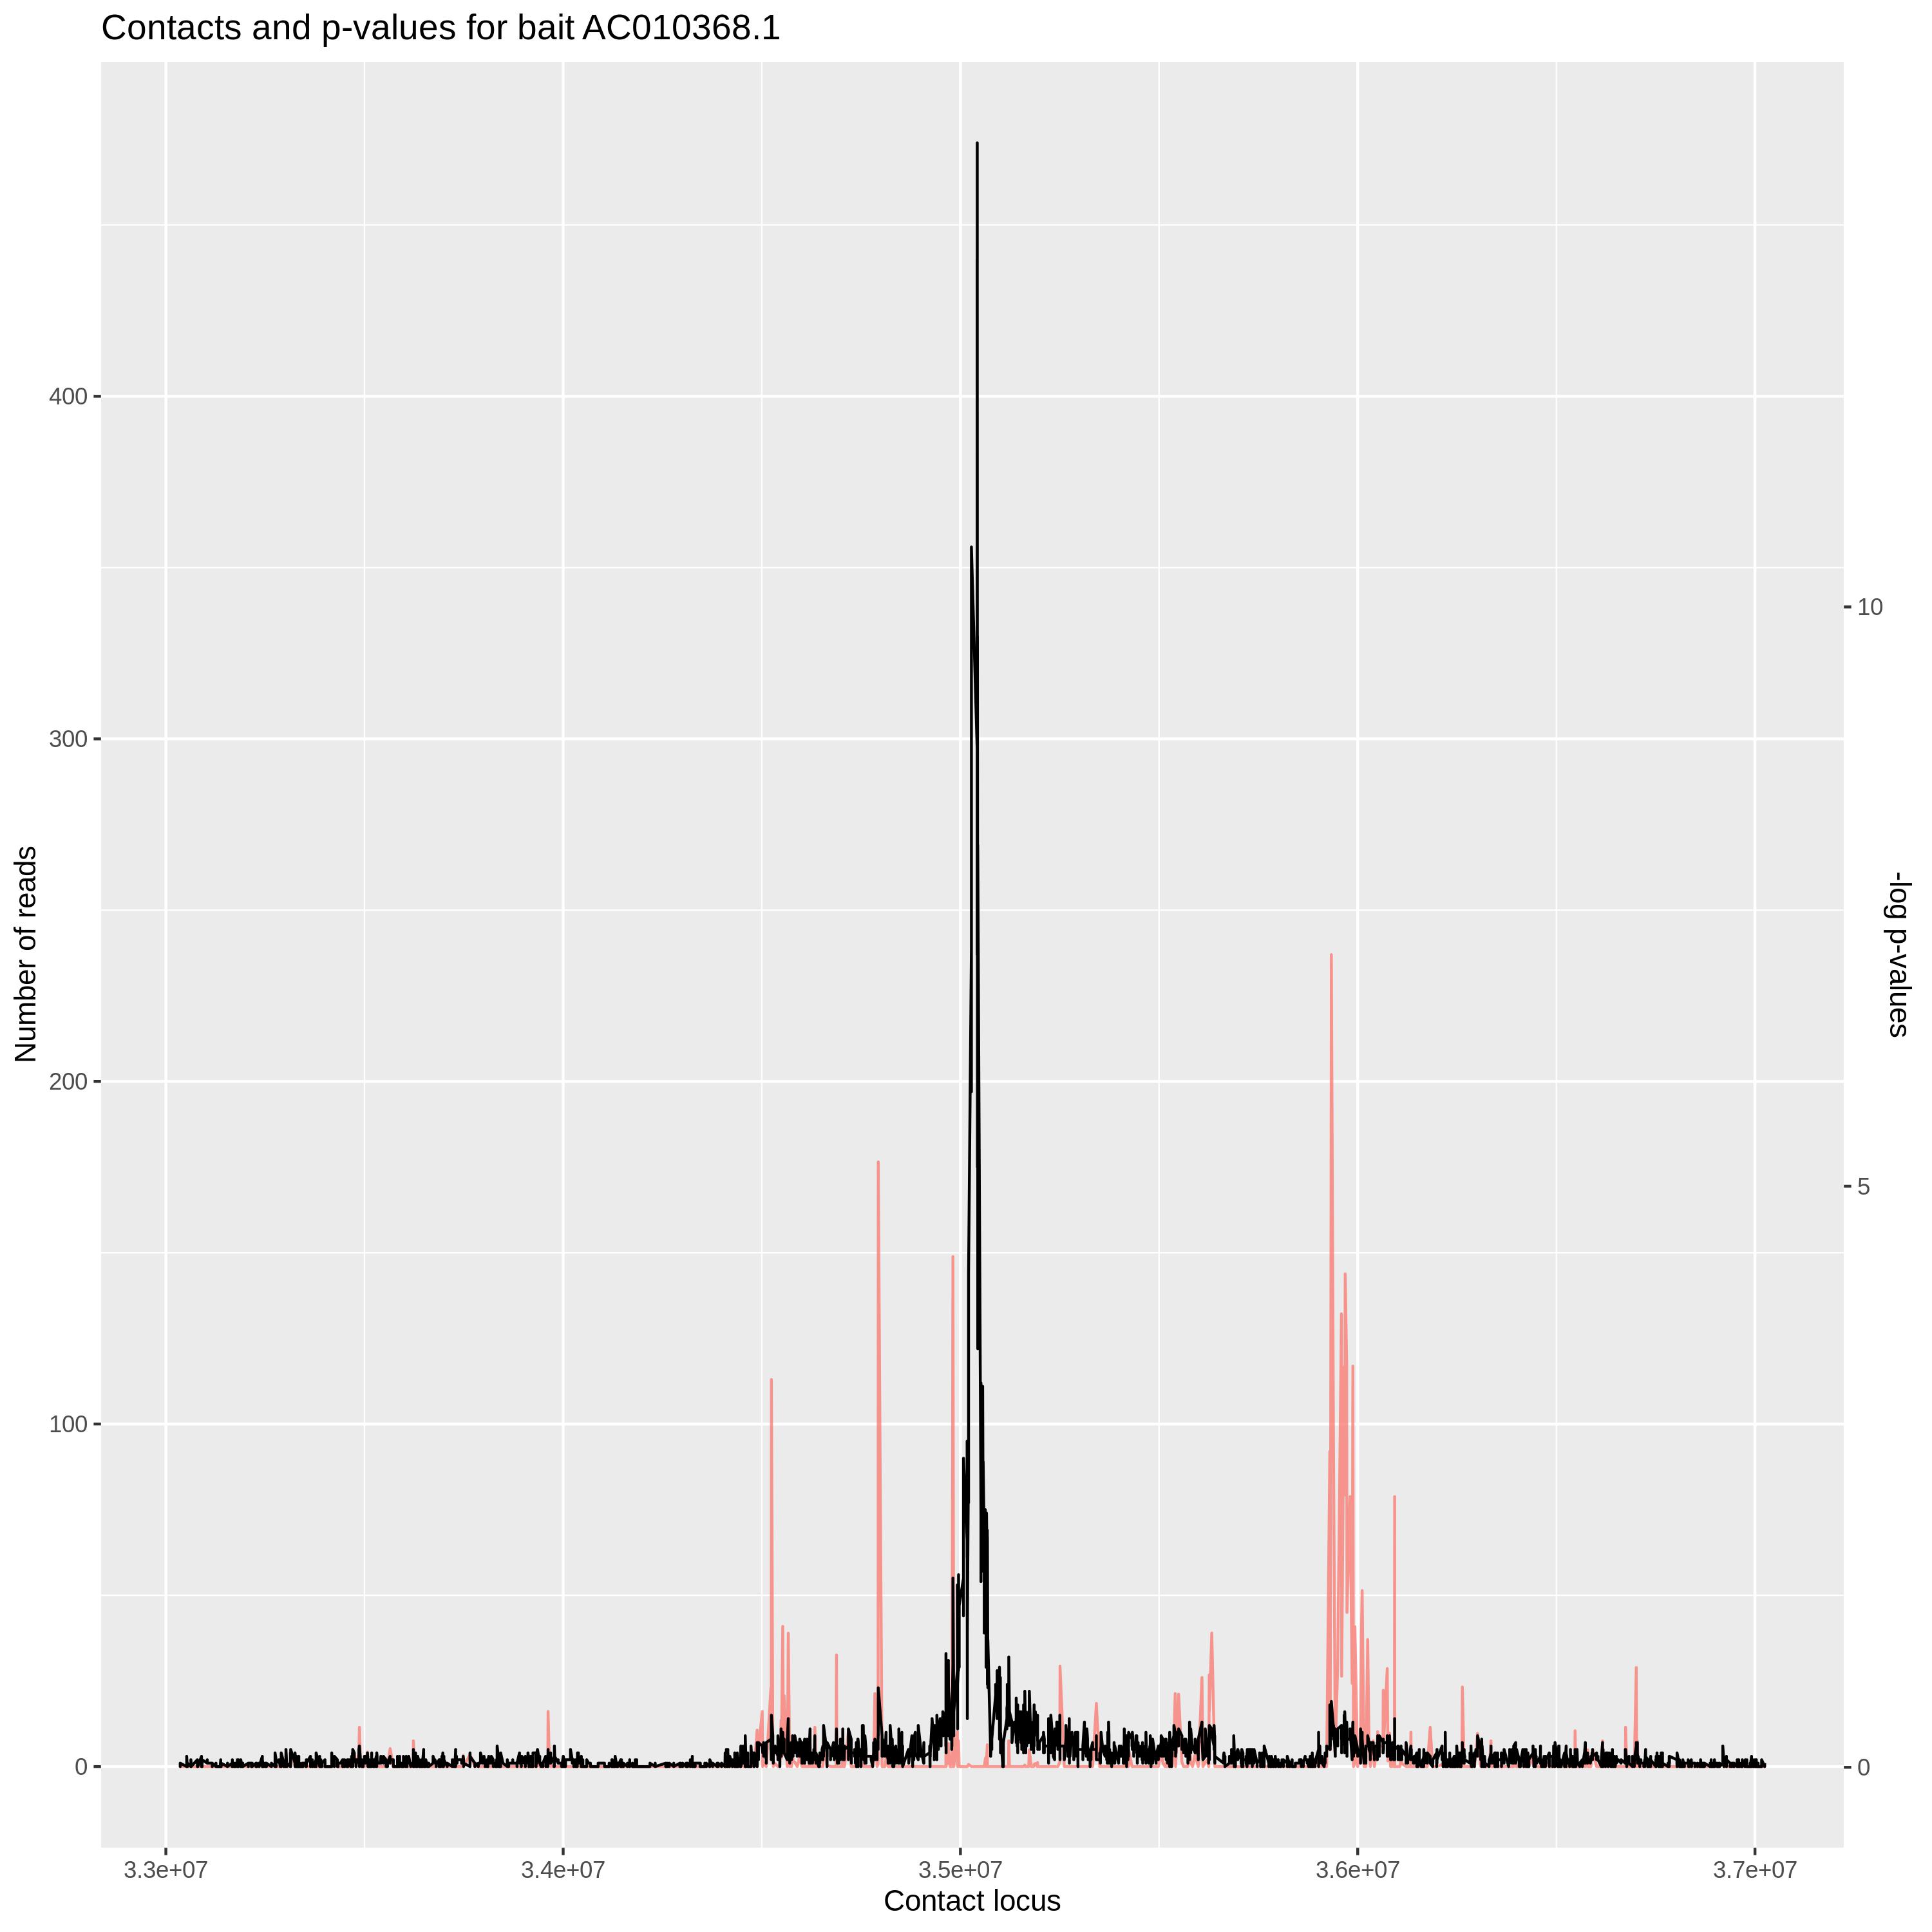 Contacts and p-values for bait AC010368.1
400
300
200
100
0
Number of reads
10
5
0
-log p-values
3.3e+07
3.4e+07
3.5e+07
3.6e+07
3.7e+07
Contact locus